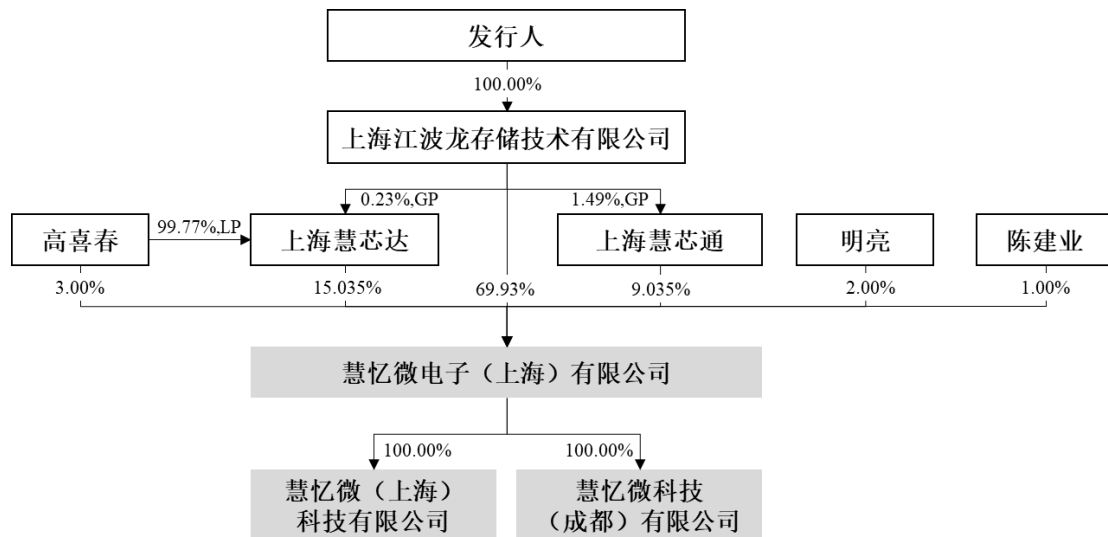 发行人
100.00%
上海江波龙存储技术有限公司
0.23%,GP
1.49%,GP
高喜春
99.77%,LP
上海慧芯达
上海慧芯通
明亮
陈建业
3.00%
15.035%
69.93%
9.035%
2.00%
1.00%
慧忆微电子（上海）有限公司
100.00%
100.00%
慧忆微（上海）
科技有限公司
慧忆微科技
（成都）有限公司